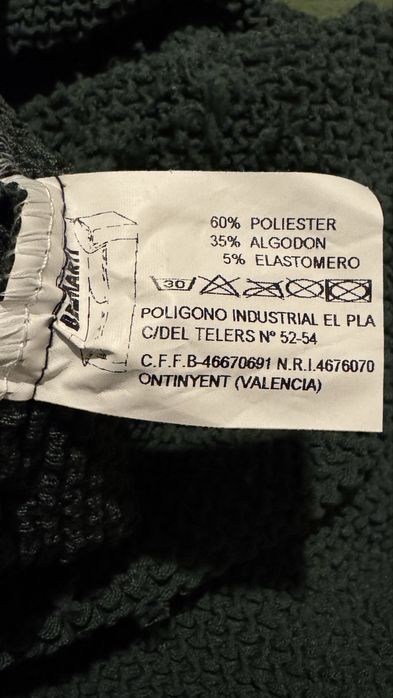 60% POLIESTER
35% ALGODON
5% ELASTOMERO
30
POLIGONO INDUSTRIAL EL PLA
C/DEL TELERS Nº 52-54
C.F.F.B-46670691 N.R.I.4676070
ONTINYENT (VALENCIA)